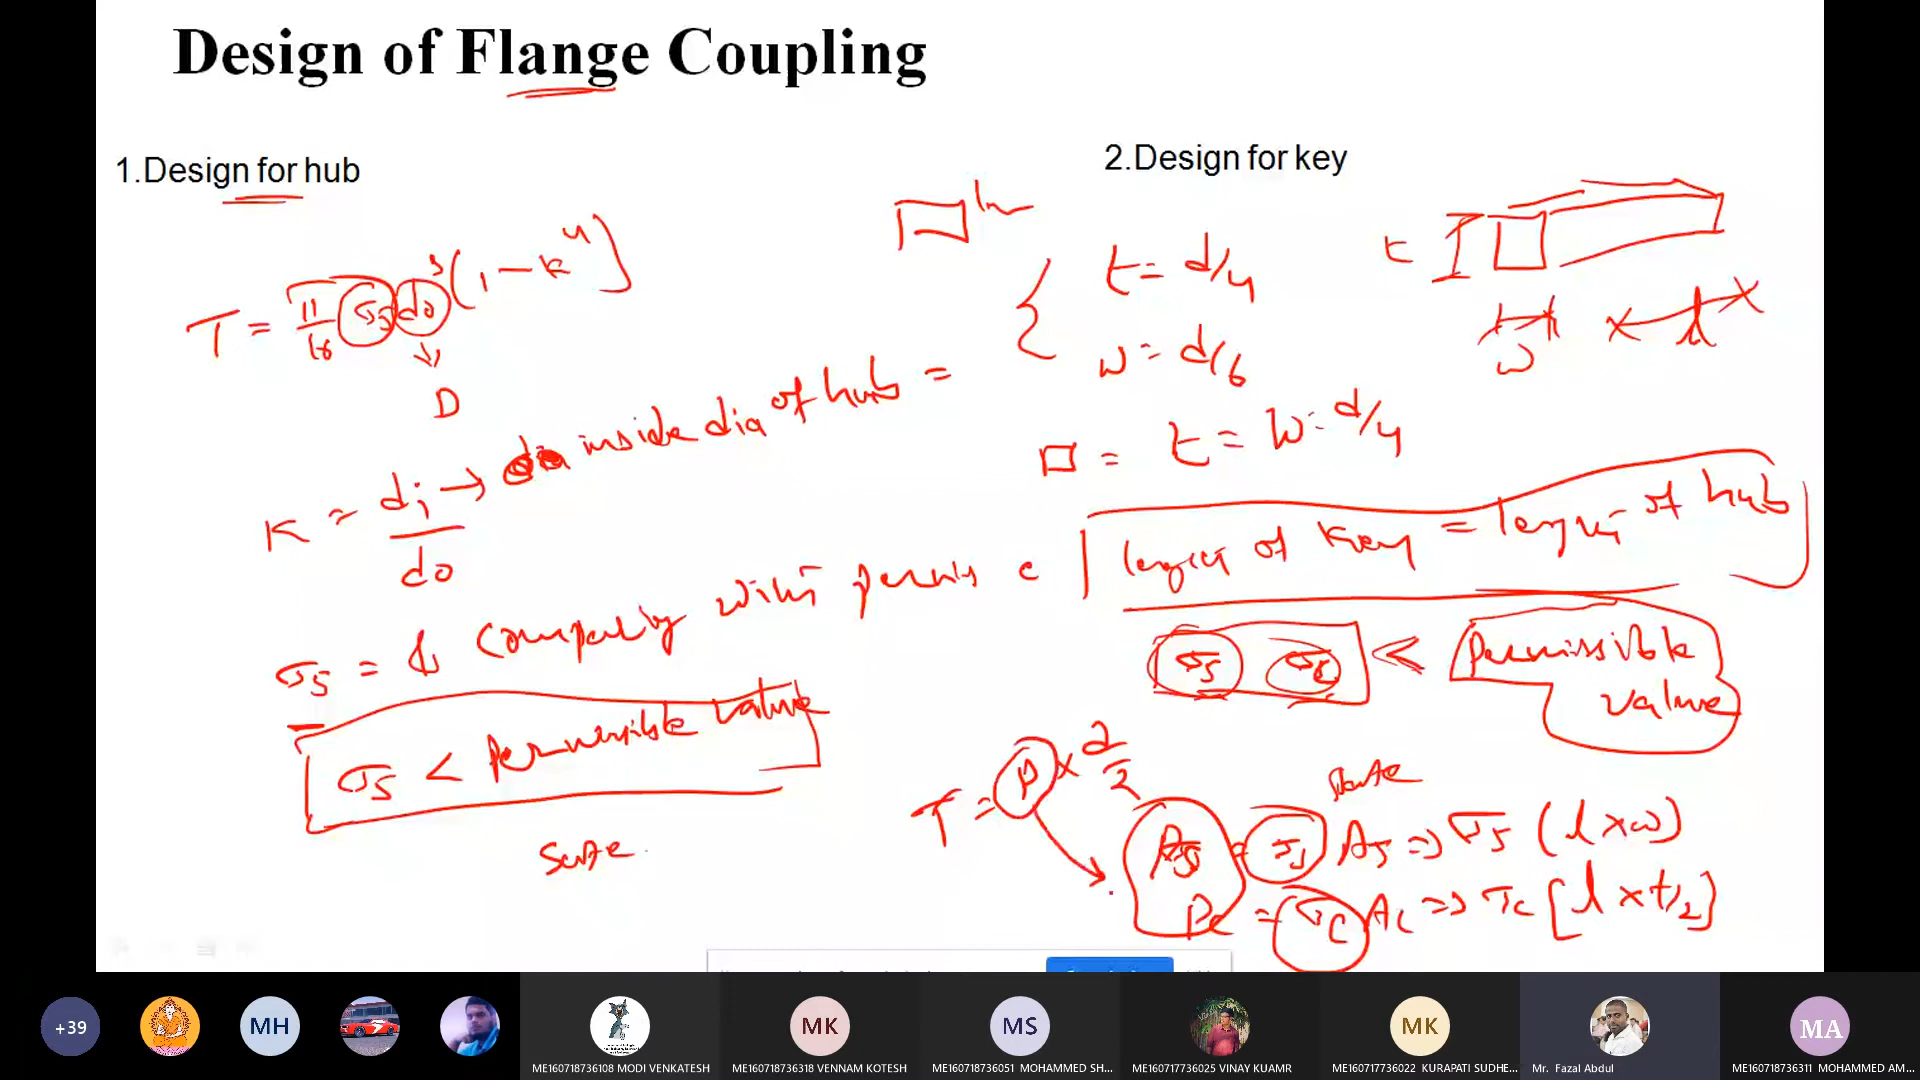 Design of Flange Coupling
1.Design for hub
T = π/16 σs do³ (1 - k⁴)
D
K = di/do → inside dia of hub =
σs = & comparing with permis
σs < Permissible value
Safe
2.Design for key
t
w
l
t = d/4
w = d/6
□ = t = w = d/4
length of key = length of hub
σs σc < Permissible value
T = P × d/2
Safe
Ps = σs As => σs (l × w)
Pc = σc Ac => σc [l × t/2]
+39
MH
MK
MS
MK
MA
ME160718736108 MODI VENKATESH
ME160718736318 VENNAM KOTESH
ME160718736051 MOHAMMED SH...
ME160717736025 VINAY KUAMR
ME160717736022 KURAPATI SUDHE...
Mr. Fazal Abdul
ME160718736311 MOHAMMED AM...